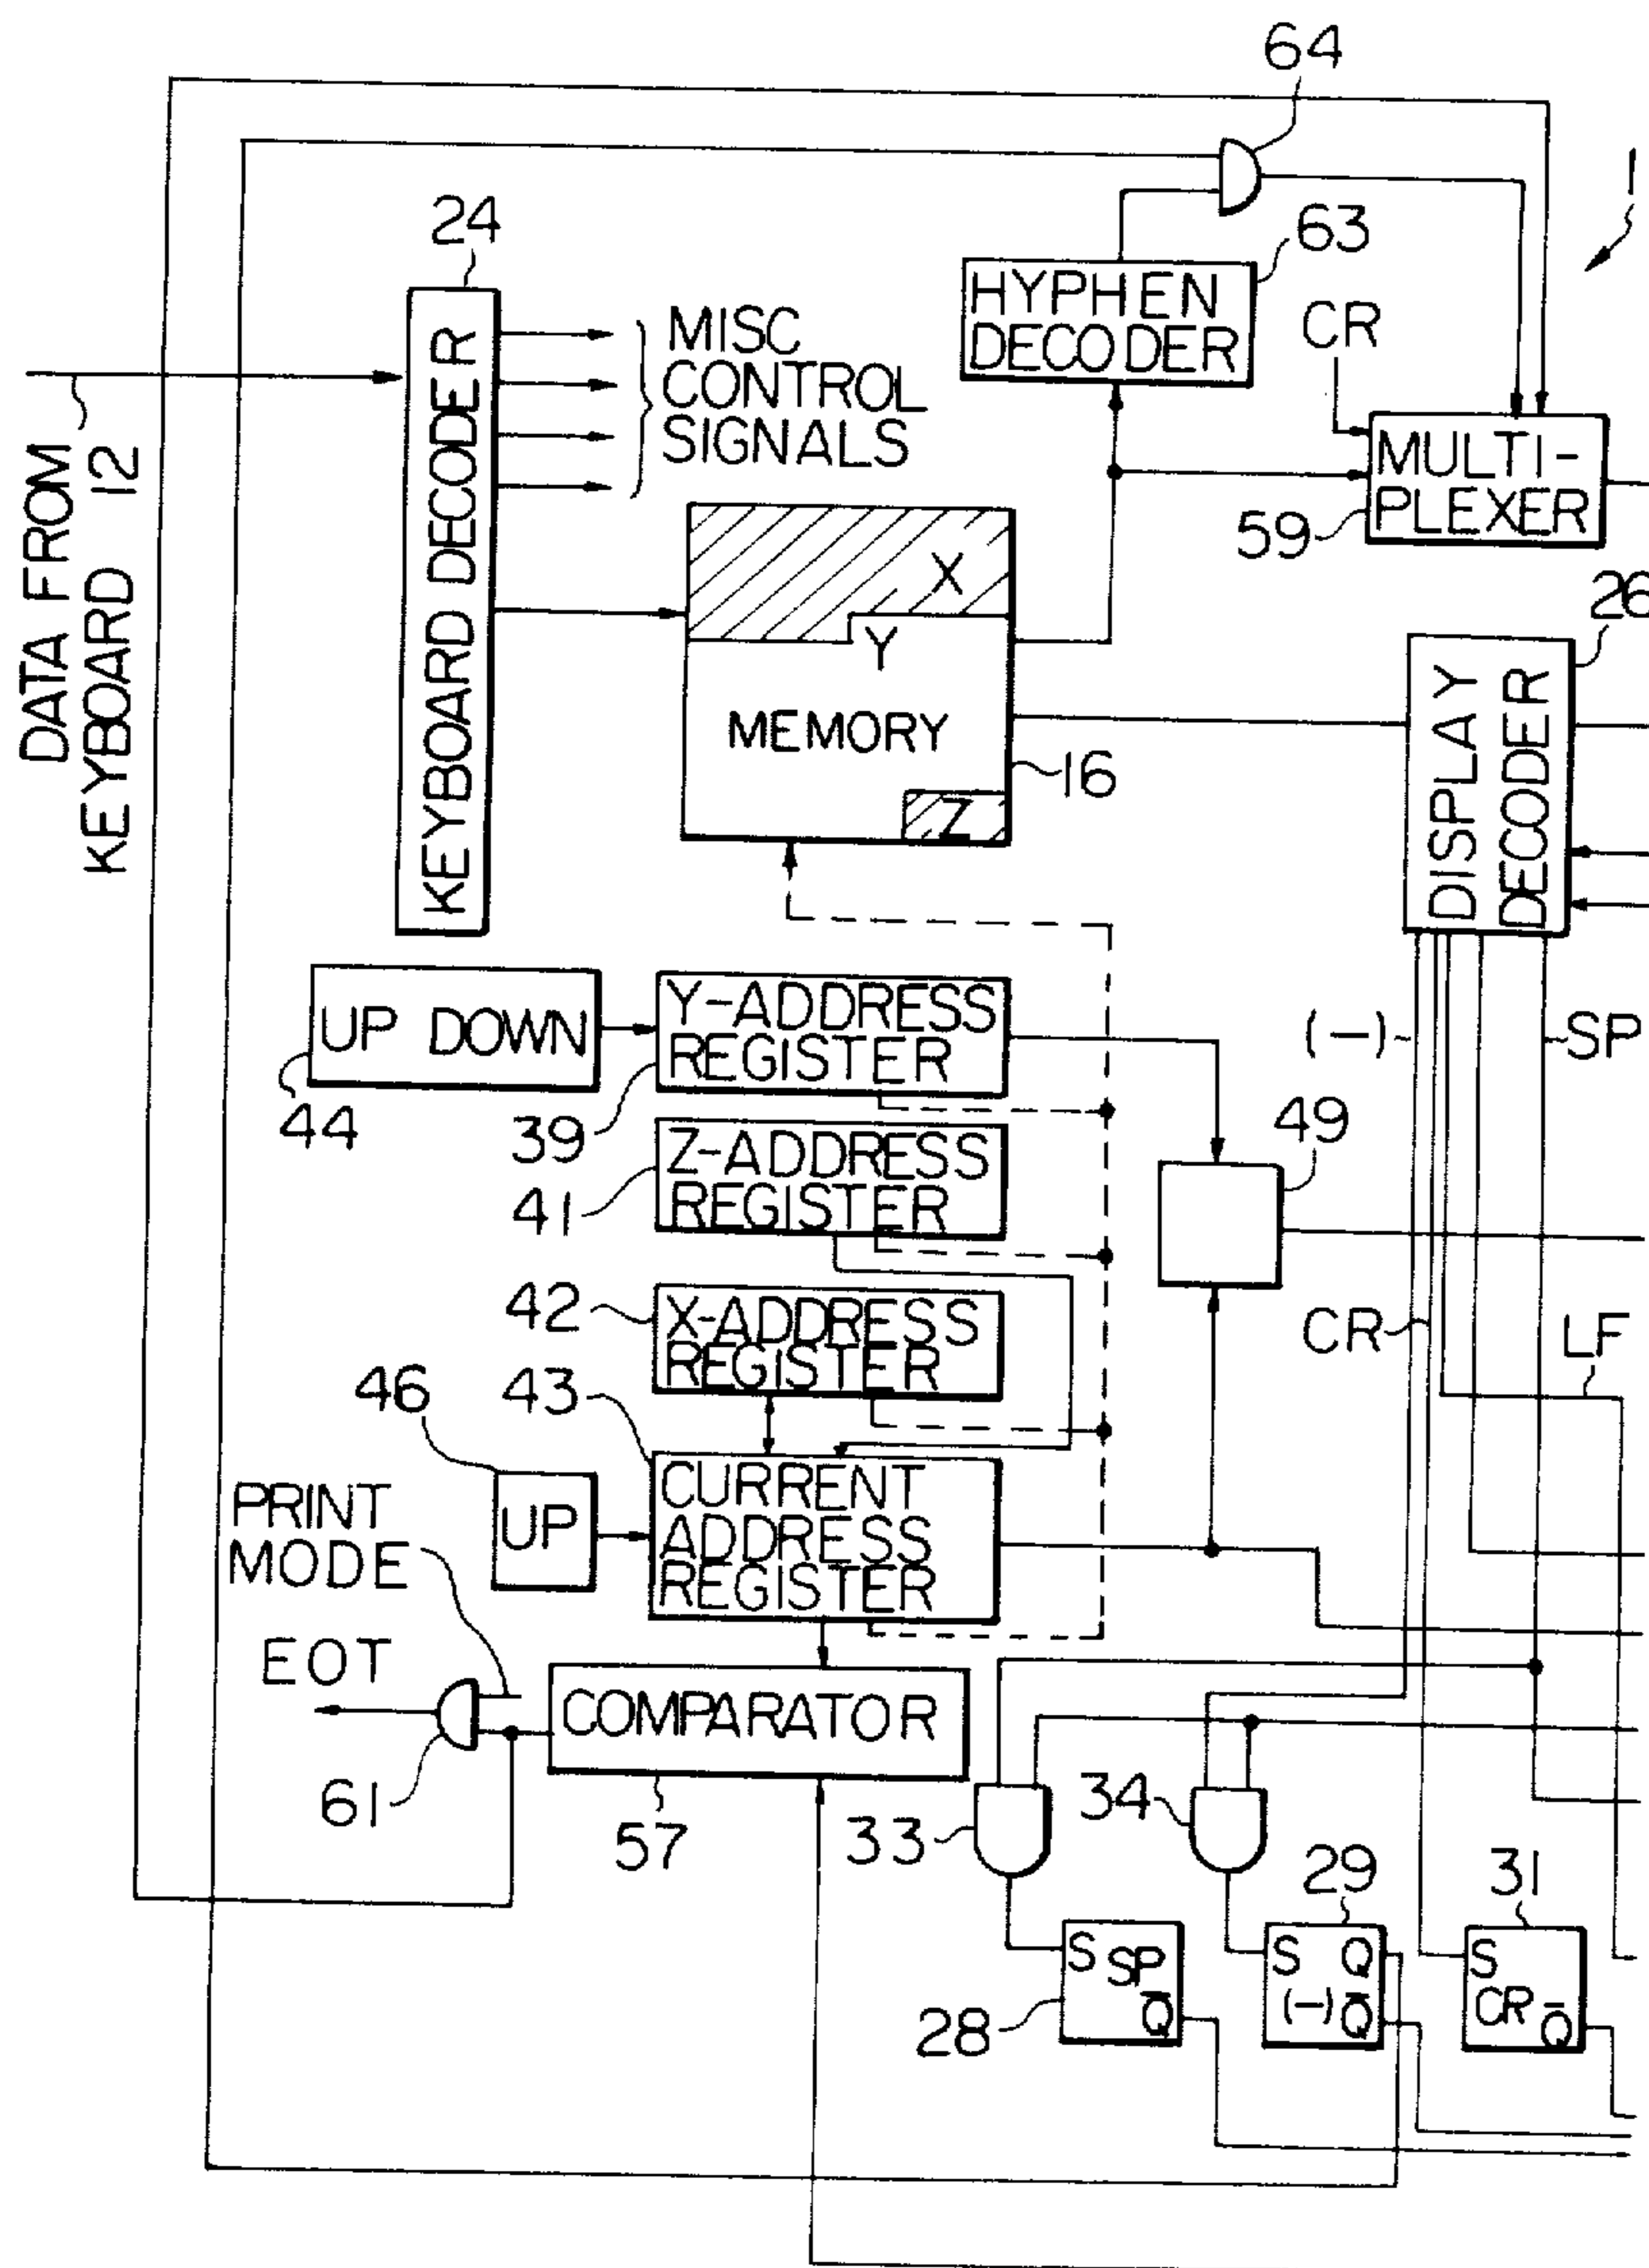 64
1
24
63
HYPHEN
DECODER
CR
MISC
CONTROL
SIGNALS
DATA FROM
KEYBOARD 12
KEYBOARD DECODER
MULTI-
PLEXER
59
X
Y
MEMORY
Z
16
26
DISPLAY
DECODER
UP DOWN
44
Y-ADDRESS
REGISTER
39
(-)
SP
Z-ADDRESS
REGISTER
41
49
X-ADDRESS
REGISTER
42
CR
LF
46
43
UP
CURRENT
ADDRESS
REGISTER
PRINT
MODE
EOT
61
COMPARATOR
57
33
34
29
31
S SP
Q̅
28
S Q
(-) Q̅
S
CR Q̅